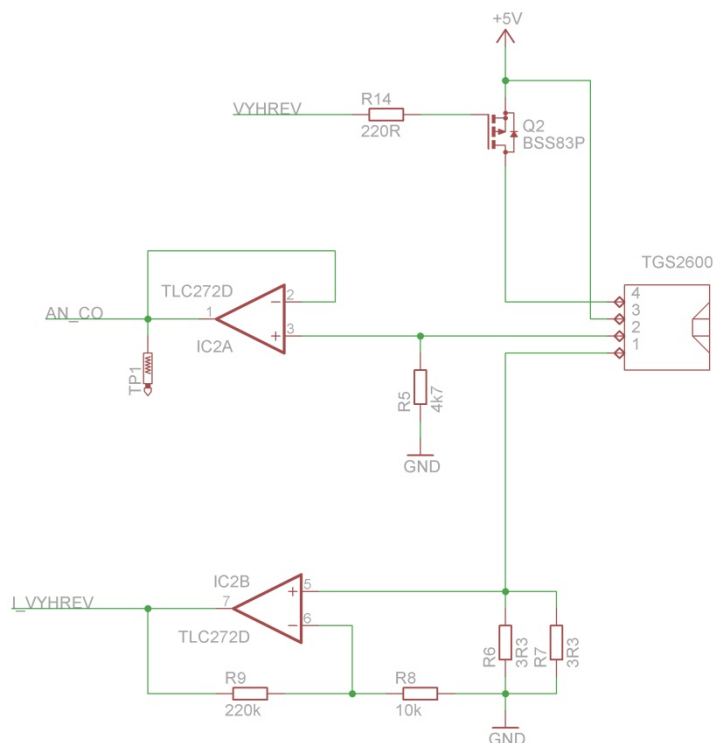 +5V
R14
VYHREV
220R
Q2
BSS83P
TGS2600
4
3
2
1
TLC272D
2
1
AN_CO
3
IC2A
TP1
R5
4k7
GND
IC2B
5
I_VYHREV
7
6
TLC272D
R6
3R3
R7
3R3
R9
220k
R8
10k
GND